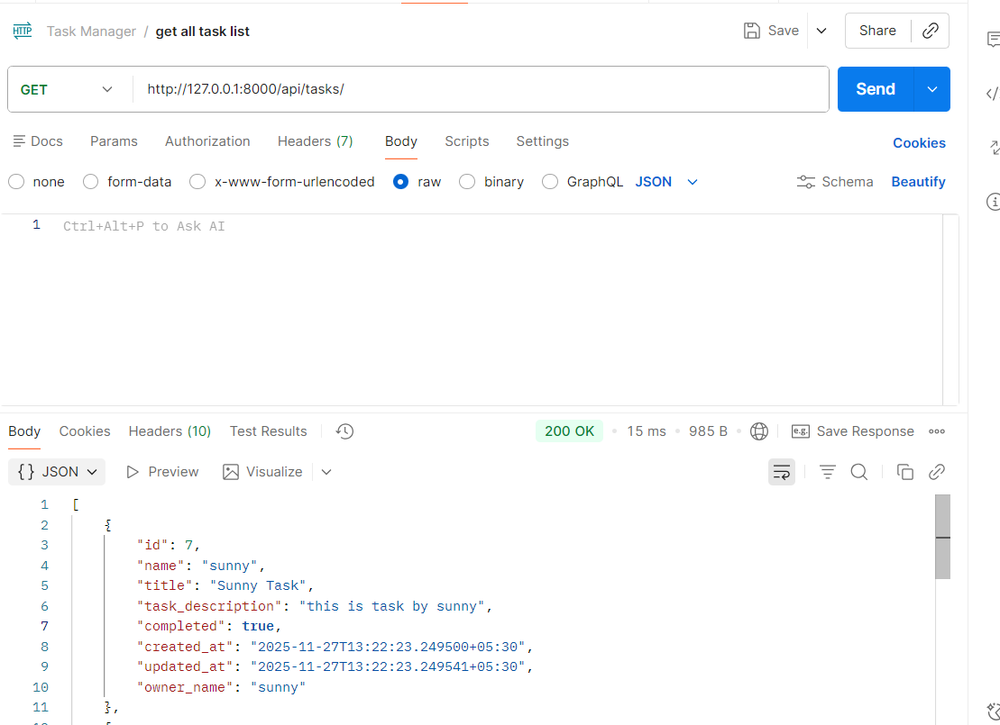 HTTP Task Manager / get all task list Save Share
GET http://127.0.0.1:8000/api/tasks/ Send
Docs Params Authorization Headers (7) Body Scripts Settings Cookies
none form-data x-www-form-urlencoded raw binary GraphQL JSON Schema Beautify
1 Ctrl+Alt+P to Ask AI
Body Cookies Headers (10) Test Results 200 OK • 15 ms • 985 B • e.g. Save Response
{} JSON Preview Visualize
1 [
2 {
3 "id": 7,
4 "name": "sunny",
5 "title": "Sunny Task",
6 "task_description": "this is task by sunny",
7 "completed": true,
8 "created_at": "2025-11-27T13:22:23.249500+05:30",
9 "updated_at": "2025-11-27T13:22:23.249541+05:30",
10 "owner_name": "sunny"
11 },